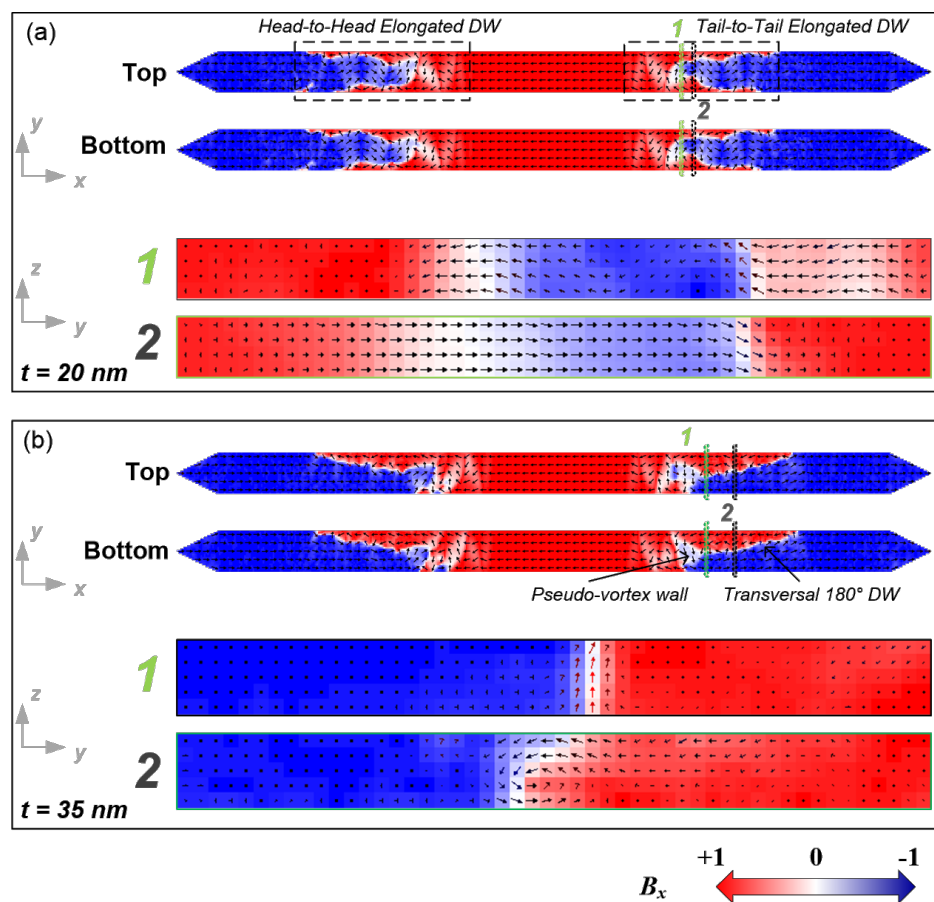 (a)
Head-to-Head Elongated DW
1
Tail-to-Tail Elongated DW
Top
2
Bottom
y
x
1
z
y
2
t = 20 nm
(b)
1
Top
2
Bottom
y
x
Pseudo-vortex wall
Transversal 180° DW
1
z
y
2
t = 35 nm
+1
0
-1
Bx